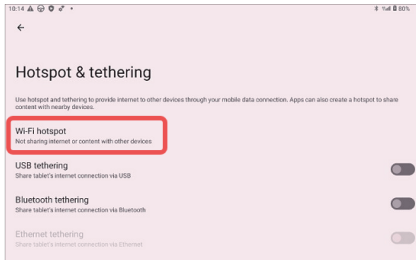 10:14
80%
Hotspot & tethering
Use hotspot and tethering to provide internet to other devices through your mobile data connection. Apps can also create a hotspot to share
content with nearby devices.
Wi-Fi hotspot
Not sharing internet or content with other devices
USB tethering
Share tablet's internet connection via USB
Bluetooth tethering
Share tablet's internet connection via Bluetooth
Ethernet tethering
Share tablet's internet connection via Ethernet